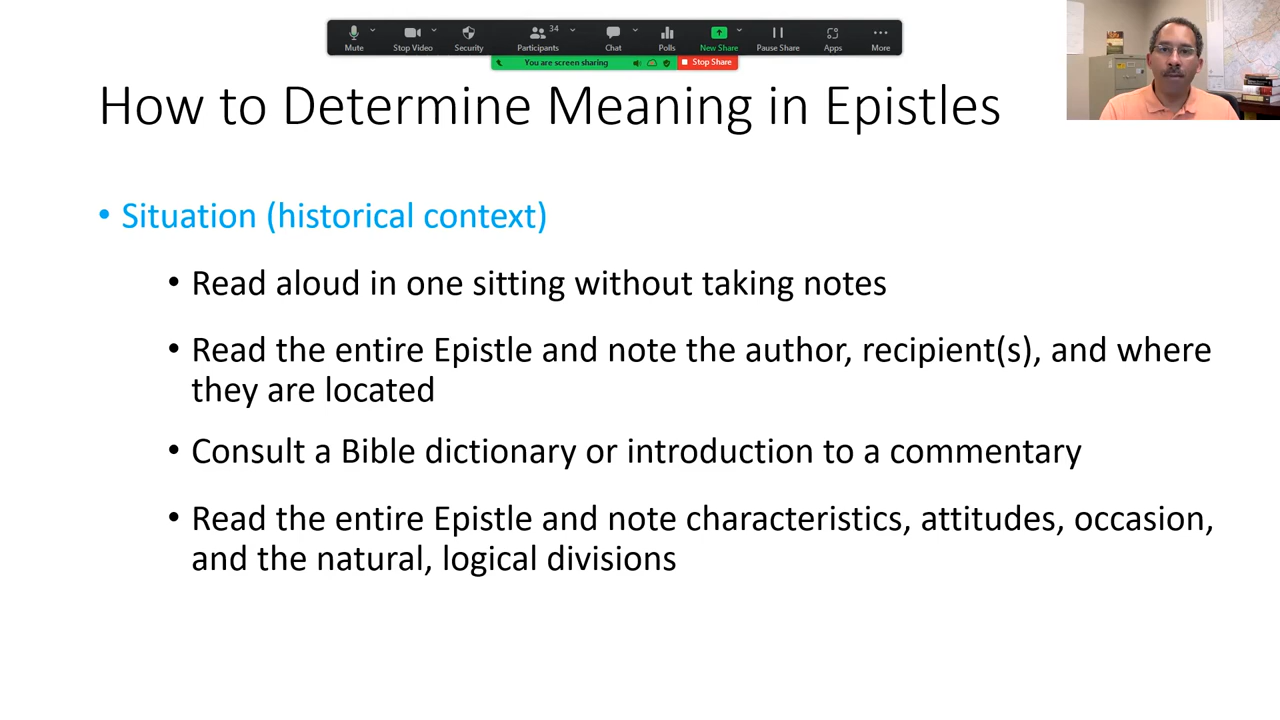 34
Mute
Stop Video
Security
Participants
Chat
Polls
New Share
Pause Share
Apps
More
You are screen sharing
Stop Share
How to Determine Meaning in Epistles
• Situation (historical context)
• Read aloud in one sitting without taking notes
• Read the entire Epistle and note the author, recipient(s), and where
they are located
• Consult a Bible dictionary or introduction to a commentary
• Read the entire Epistle and note characteristics, attitudes, occasion,
and the natural, logical divisions